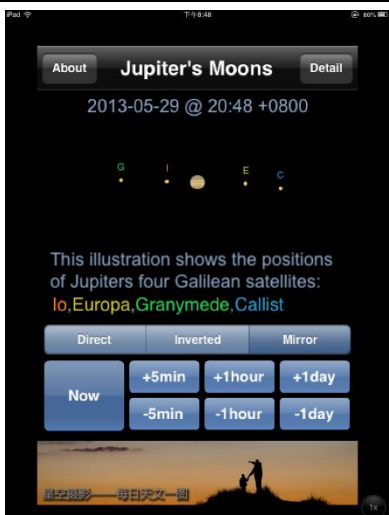 iPad 下午8:48 80%
About Jupiter's Moons Detail
2013-05-29 @ 20:48 +0800
G I E C
This illustration shows the positions
of Jupiters four Galilean satellites:
Io,Europa,Granymede,Callist
Direct Inverted Mirror
Now +5min +1hour +1day
-5min -1hour -1day
星空摄影——每日天文一图
1x